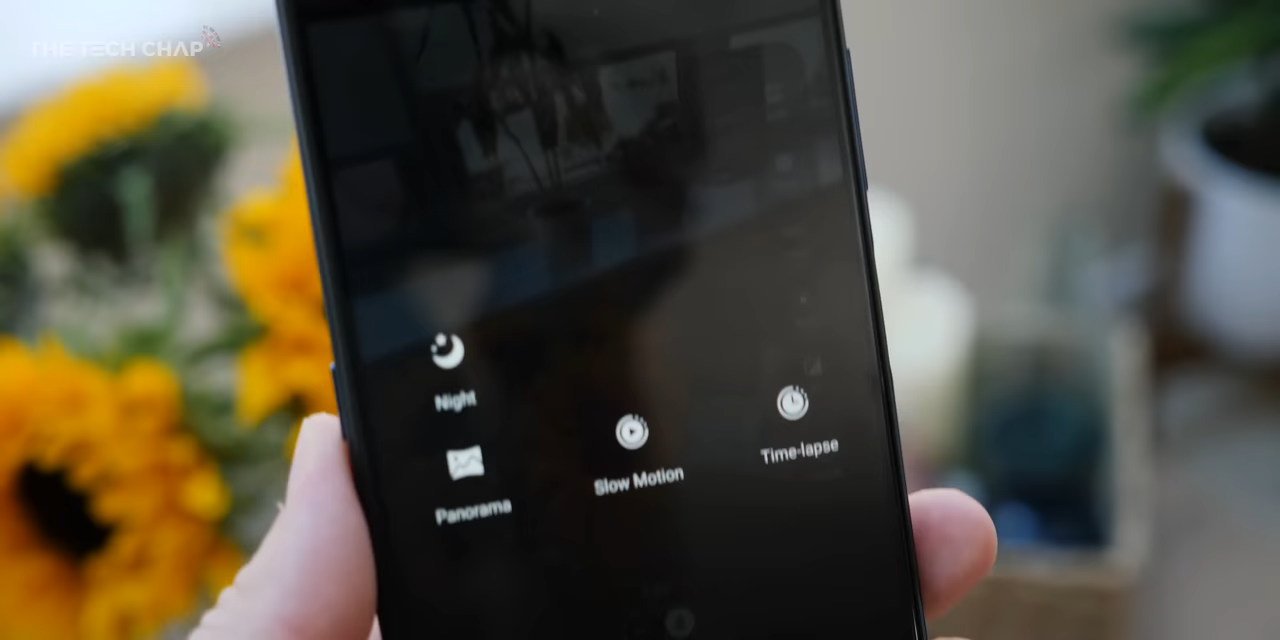 THE TECH CHAP
Night
Panorama
Slow Motion
Time-lapse